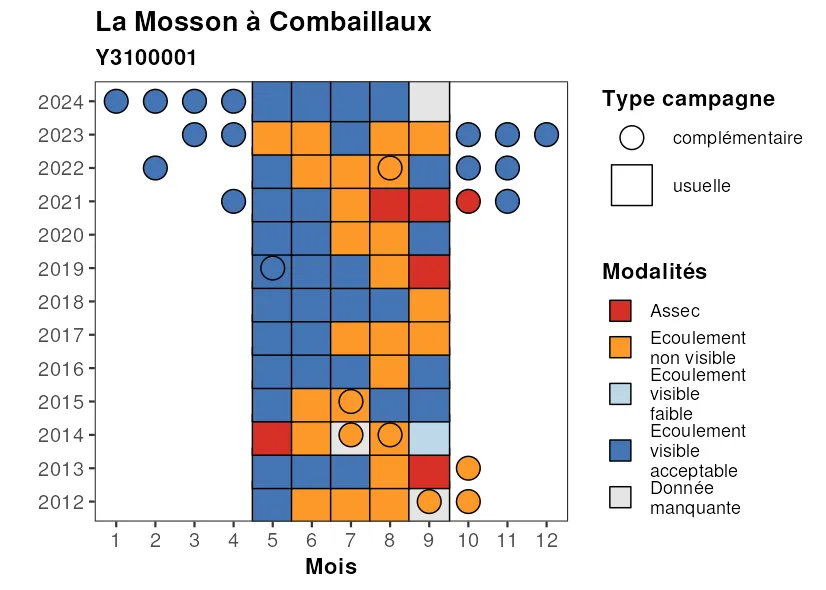 La Mosson à Combaillaux
Y3100001
2024
2023
2022
2021
2020
2019
2018
2017
2016
2015
2014
2013
2012
1 2 3 4 5 6 7 8 9 10 11 12
Mois
Type campagne
complémentaire
usuelle
Modalités
Assec
Ecoulement
non visible
Ecoulement
visible
faible
Ecoulement
visible
acceptable
Donnée
manquante